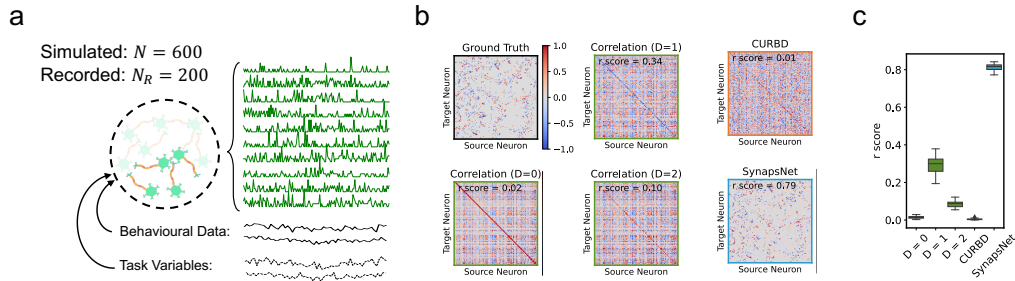 a
Simulated: N = 600
Recorded: N_R = 200
Behavioural Data:
Task Variables:
b
Ground Truth
Target Neuron
Source Neuron
1.0
0.5
0.0
−0.5
−1.0
Correlation (D=1)
r score = 0.34
Target Neuron
Source Neuron
CURBD
r score = 0.01
Target Neuron
Source Neuron
Correlation (D=0)
r score = 0.02
Target Neuron
Source Neuron
Correlation (D=2)
r score = 0.10
Target Neuron
Source Neuron
SynapsNet
r score = 0.79
Target Neuron
Source Neuron
c
r score
0.8
0.6
0.4
0.2
0.0
D = 0
D = 1
D = 2
CURBD
SynapsNet